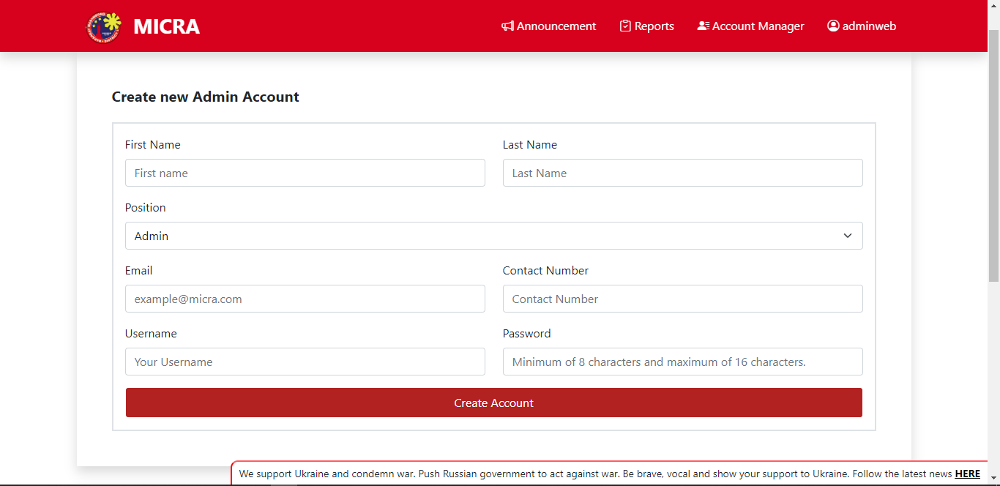 MICRA
Announcement
Reports
Account Manager
adminweb
Create new Admin Account
First Name
Last Name
First name
Last Name
Position
Admin
Email
Contact Number
example@micra.com
Contact Number
Username
Password
Your Username
Minimum of 8 characters and maximum of 16 characters.
Create Account
We support Ukraine and condemn war. Push Russian government to act against war. Be brave, vocal and show your support to Ukraine. Follow the latest news HERE